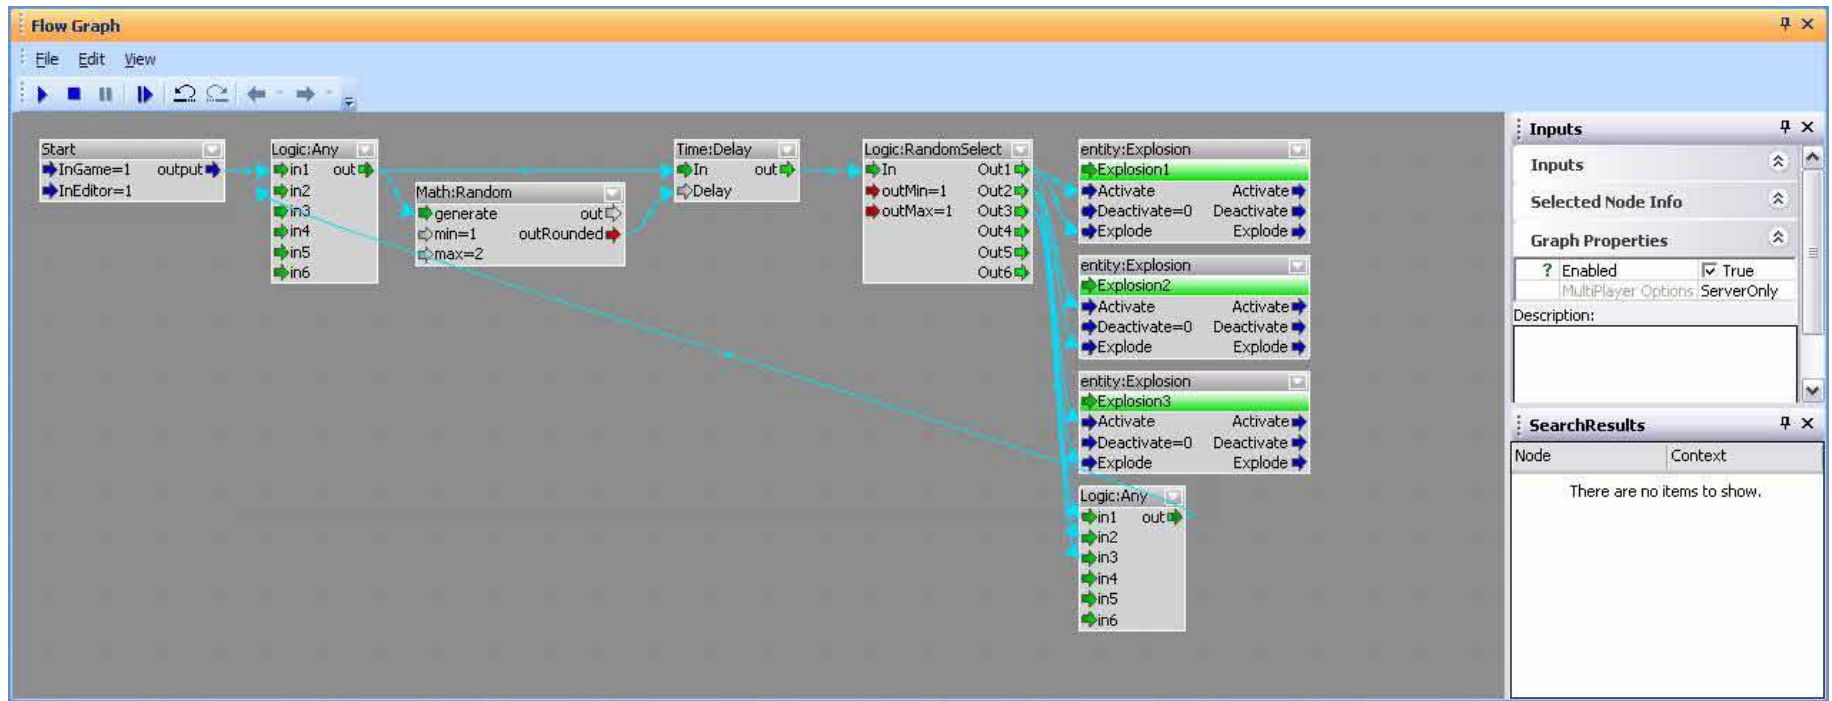 Flow Graph
File Edit View
Start
InGame=1 output
InEditor=1
Logic:Any
in1 out
in2
in3
in4
in5
in6
Math:Random
generate out
min=1 outRounded
max=2
Time:Delay
In out
Delay
Logic:RandomSelect
In Out1
outMin=1 Out2
outMax=1 Out3
Out4
Out5
Out6
entity:Explosion
Explosion1
Activate Activate
Deactivate=0 Deactivate
Explode Explode
entity:Explosion
Explosion2
Activate Activate
Deactivate=0 Deactivate
Explode Explode
entity:Explosion
Explosion3
Activate Activate
Deactivate=0 Deactivate
Explode Explode
Logic:Any
in1 out
in2
in3
in4
in5
in6
Inputs
Inputs
Selected Node Info
Graph Properties
? Enabled True
MultiPlayer Options ServerOnly
Description:
SearchResults
Node Context
There are no items to show.